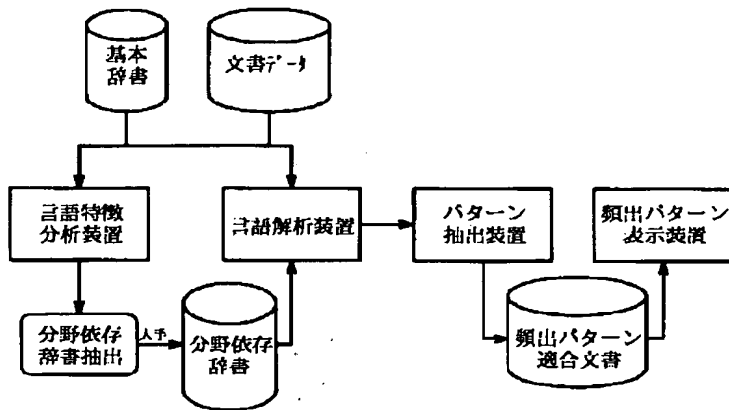 基本
辞書
文書データ
言語特徴
分析装置
言語解析装置
パターン
抽出装置
頻出パターン
表示装置
分野依存
辞書抽出
人手
分野依存
辞書
頻出パターン
適合文書